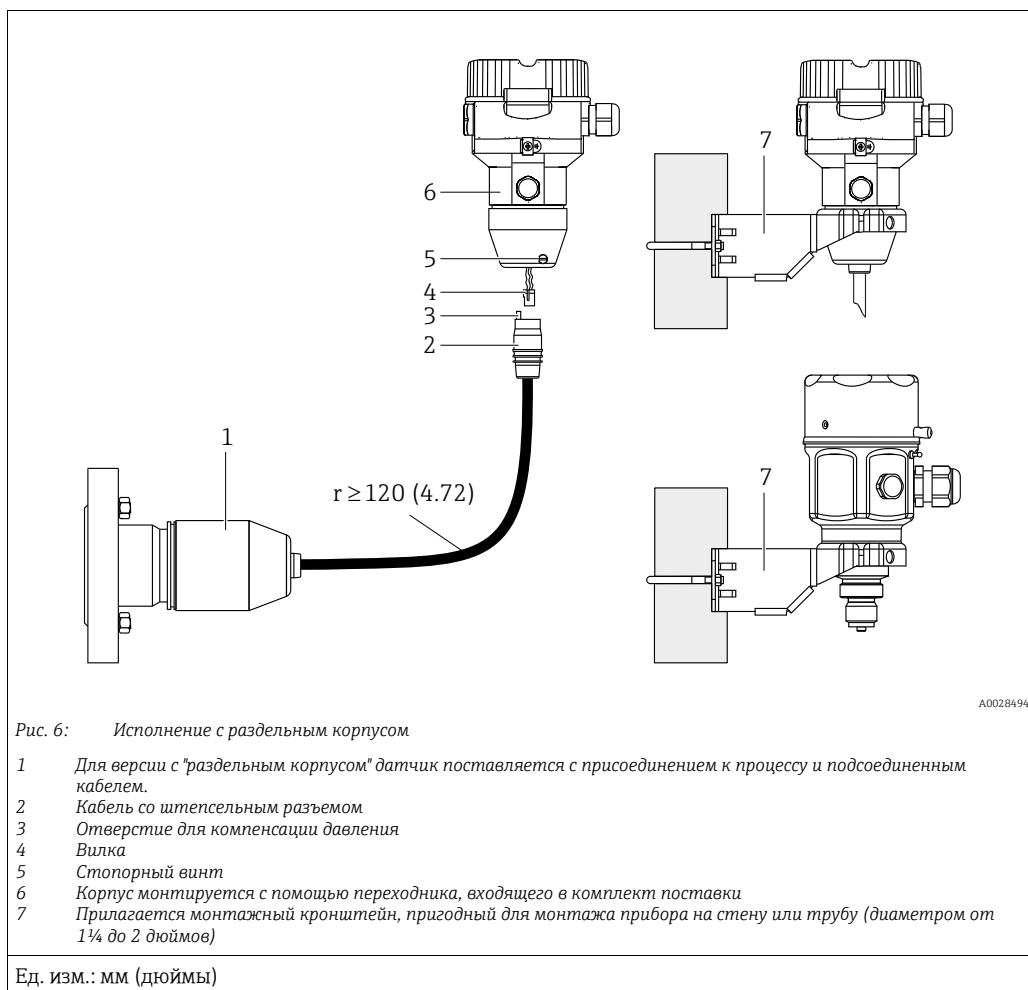 7
6
5
4
3
2
1
r ≥ 120 (4.72)
7
A0028494
Рис. 6: Исполнение с раздельным корпусом
1 Для версии с "раздельным корпусом" датчик поставляется с присоединением к процессу и подсоединенным
кабелем.
2 Кабель со штепсельным разъемом
3 Отверстие для компенсации давления
4 Вилка
5 Стопорный винт
6 Корпус монтируется с помощью переходника, входящего в комплект поставки
7 Прилагается монтажный кронштейн, пригодный для монтажа прибора на стену или трубу (диаметром от
1¼ до 2 дюймов)
Ед. изм.: мм (дюймы)